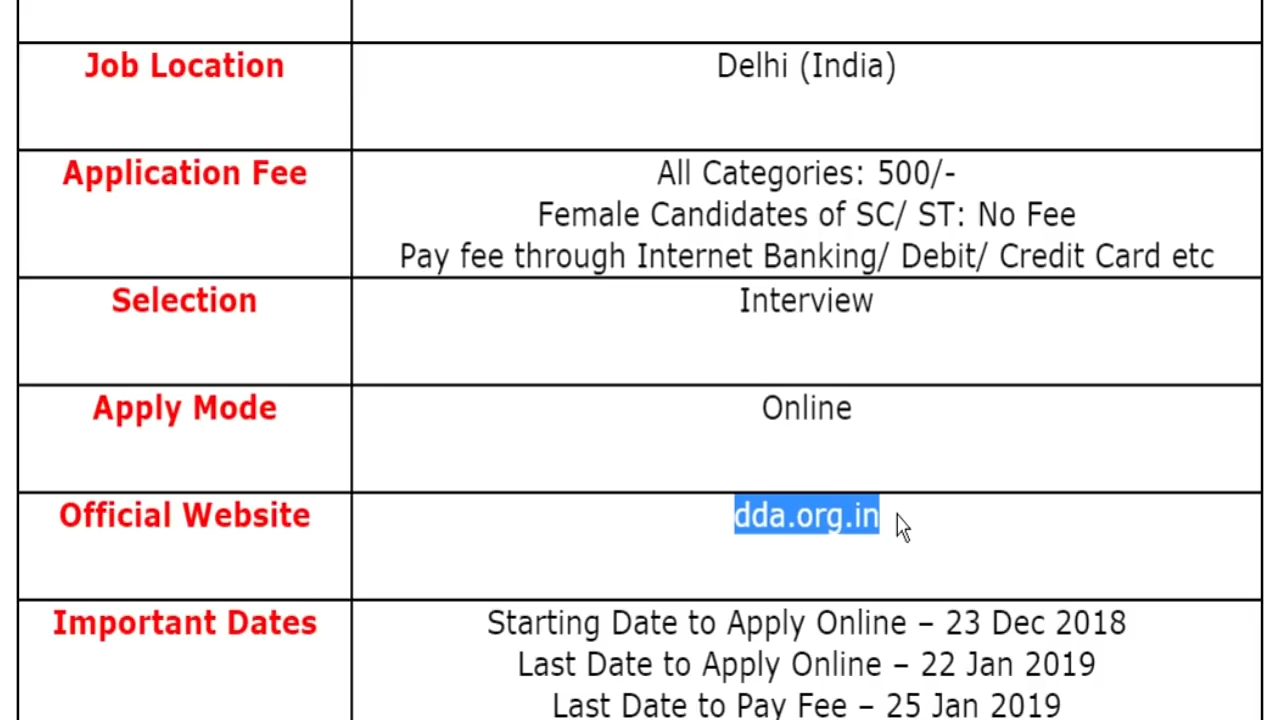 Job Location
Delhi (India)
Application Fee
All Categories: 500/-
Female Candidates of SC/ ST: No Fee
Pay fee through Internet Banking/ Debit/ Credit Card etc
Selection
Interview
Apply Mode
Online
Official Website
dda.org.in
Important Dates
Starting Date to Apply Online – 23 Dec 2018
Last Date to Apply Online – 22 Jan 2019
Last Date to Pay Fee – 25 Jan 2019